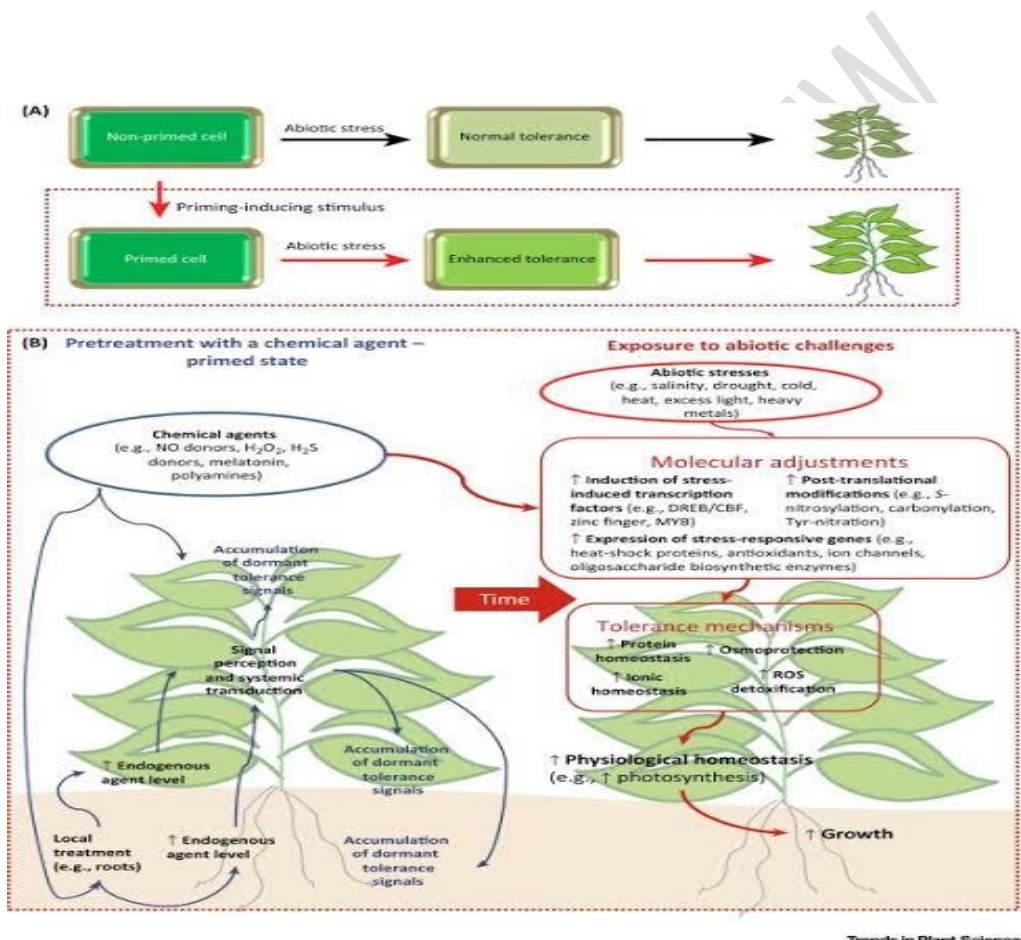 (A)
Non-primed cell
Abiotic stress
Normal tolerance
Priming-inducing stimulus
Primed cell
Abiotic stress
Enhanced tolerance
(B) Pretreatment with a chemical agent –
primed state
Exposure to abiotic challenges
Abiotic stresses
(e.g., salinity, drought, cold,
heat, excess light, heavy
metals)
Chemical agents
(e.g., NO donors, H₂O₂, H₂S
donors, melatonin,
polyamines)
Molecular adjustments
↑ Induction of stress-
induced transcription
factors (e.g., DREB/CBF,
zinc finger, MYB)
↑ Post-translational
modifications (e.g., S-
nitrosylation, carbonylation,
Tyr-nitration)
↑ Expression of stress-responsive genes (e.g.,
heat-shock proteins, antioxidants, ion channels,
oligosaccharide biosynthetic enzymes)
Accumulation
of dormant
tolerance
signals
Time
Signal
perception
and systemic
transduction
Tolerance mechanisms
↑ Protein
homeostasis
↑ Osmoprotection
↑ Ionic
homeostasis
↑ ROS
detoxification
↑ Endogenous
agent level
Accumulation
of dormant
tolerance
signals
↑ Physiological homeostasis
(e.g., ↑ photosynthesis)
Local
treatment
(e.g., roots)
↑ Endogenous
agent level
Accumulation
of dormant
tolerance
signals
↑ Growth
Trends in Plant Science